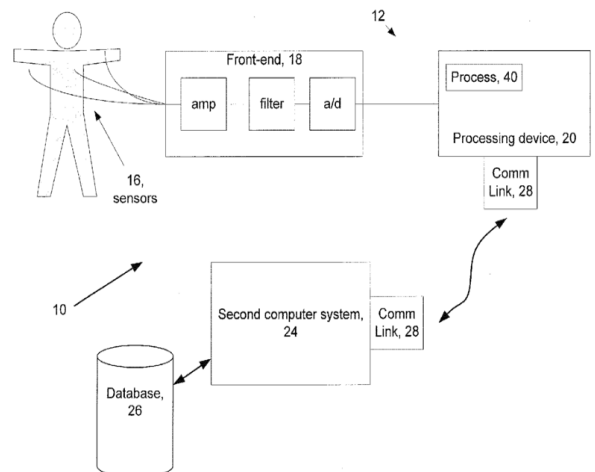 12
Front-end, 18
amp
filter
a/d
Process, 40
Processing device, 20
Comm
Link, 28
16,
sensors
10
Second computer system,
24
Comm
Link, 28
Database,
26